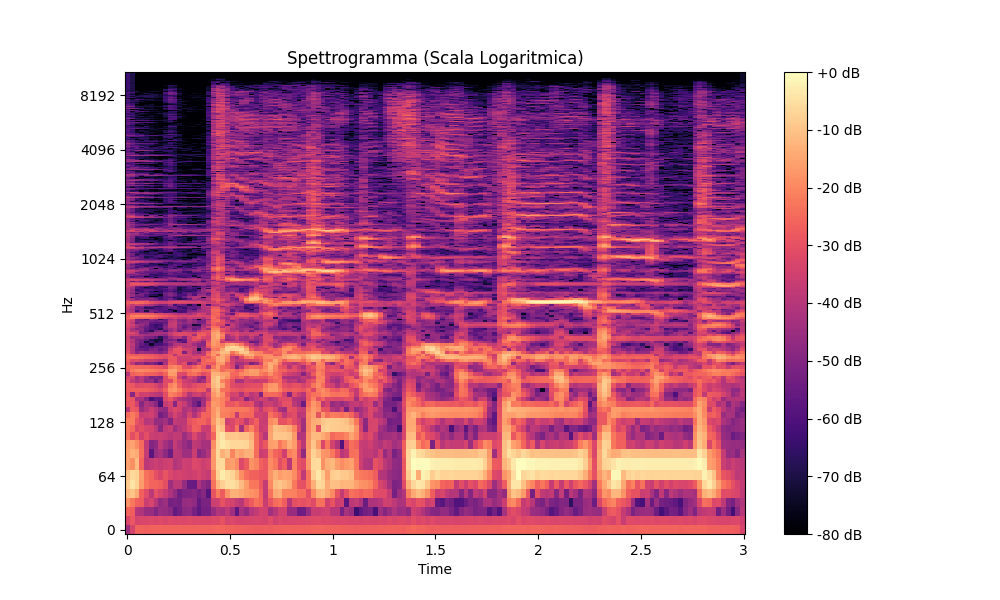 Spettrogramma (Scala Logaritmica)
Hz
8192
4096
2048
1024
512
256
128
64
0
0 0.5 1 1.5 2 2.5 3
Time
+0 dB
-10 dB
-20 dB
-30 dB
-40 dB
-50 dB
-60 dB
-70 dB
-80 dB